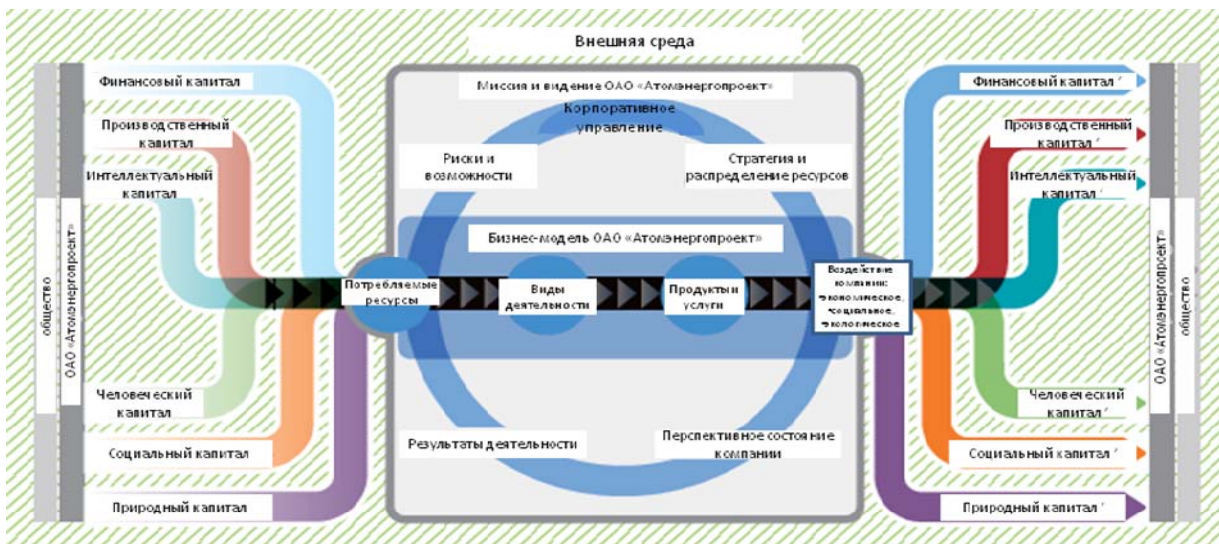 Внешняя среда
общество
ОАО «Атомэнергопроект»
Финансовый капитал
Производственный
капитал
Интеллектуальный
капитал
Человеческий
капитал
Социальный капитал
Природный капитал
Миссия и видение ОАО «Атомэнергопроект»
Корпоративное
управление
Риски и
возможности
Стратегия и
распределение ресурсов
Бизнес-модель ОАО «Атомэнергопроект»
Потребляемые
ресурсы
Виды
деятельности
Продукты и
услуги
Воздействие
компании:
*экономическое,
*социальное,
*экологическое
Результаты деятельности
Перспективное состояние
компании
Финансовый капитал ʹ
Производственный
капитал ʹ
Интеллектуальный
капитал ʹ
Человеческий
капитал ʹ
Социальный капитал ʹ
Природный капитал ʹ
ОАО «Атомэнергопроект»
общество